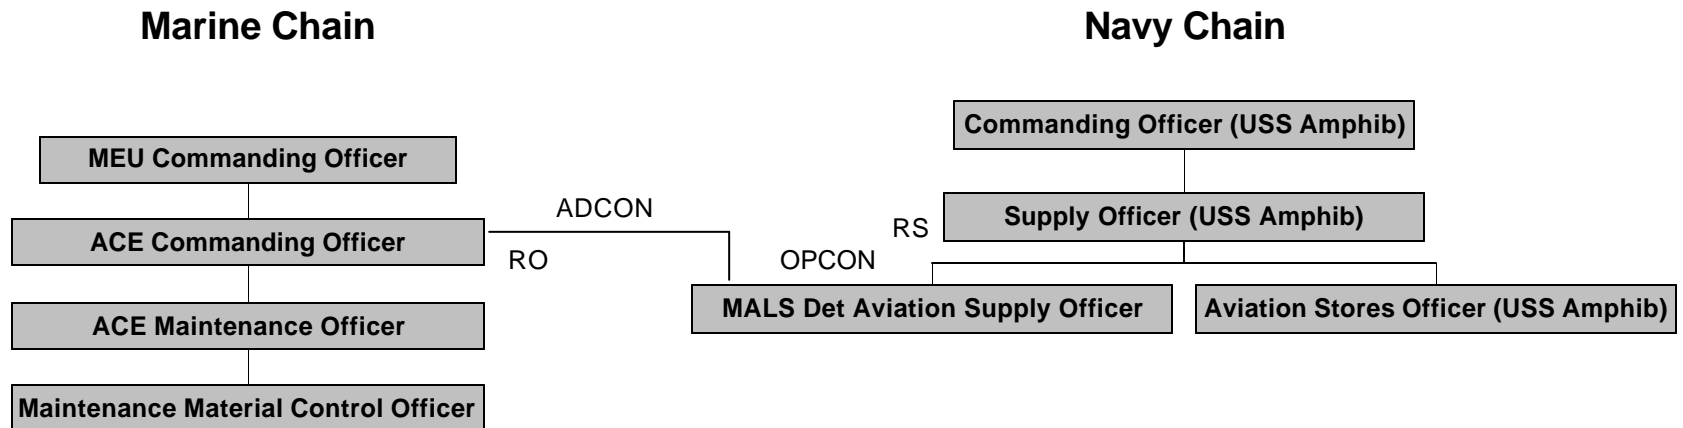 Marine Chain
Navy Chain
Commanding Officer (USS Amphib)
MEU Commanding Officer
ADCON
Supply Officer (USS Amphib)
RS
ACE Commanding Officer
RO
OPCON
MALS Det Aviation Supply Officer
Aviation Stores Officer (USS Amphib)
ACE Maintenance Officer
Maintenance Material Control Officer